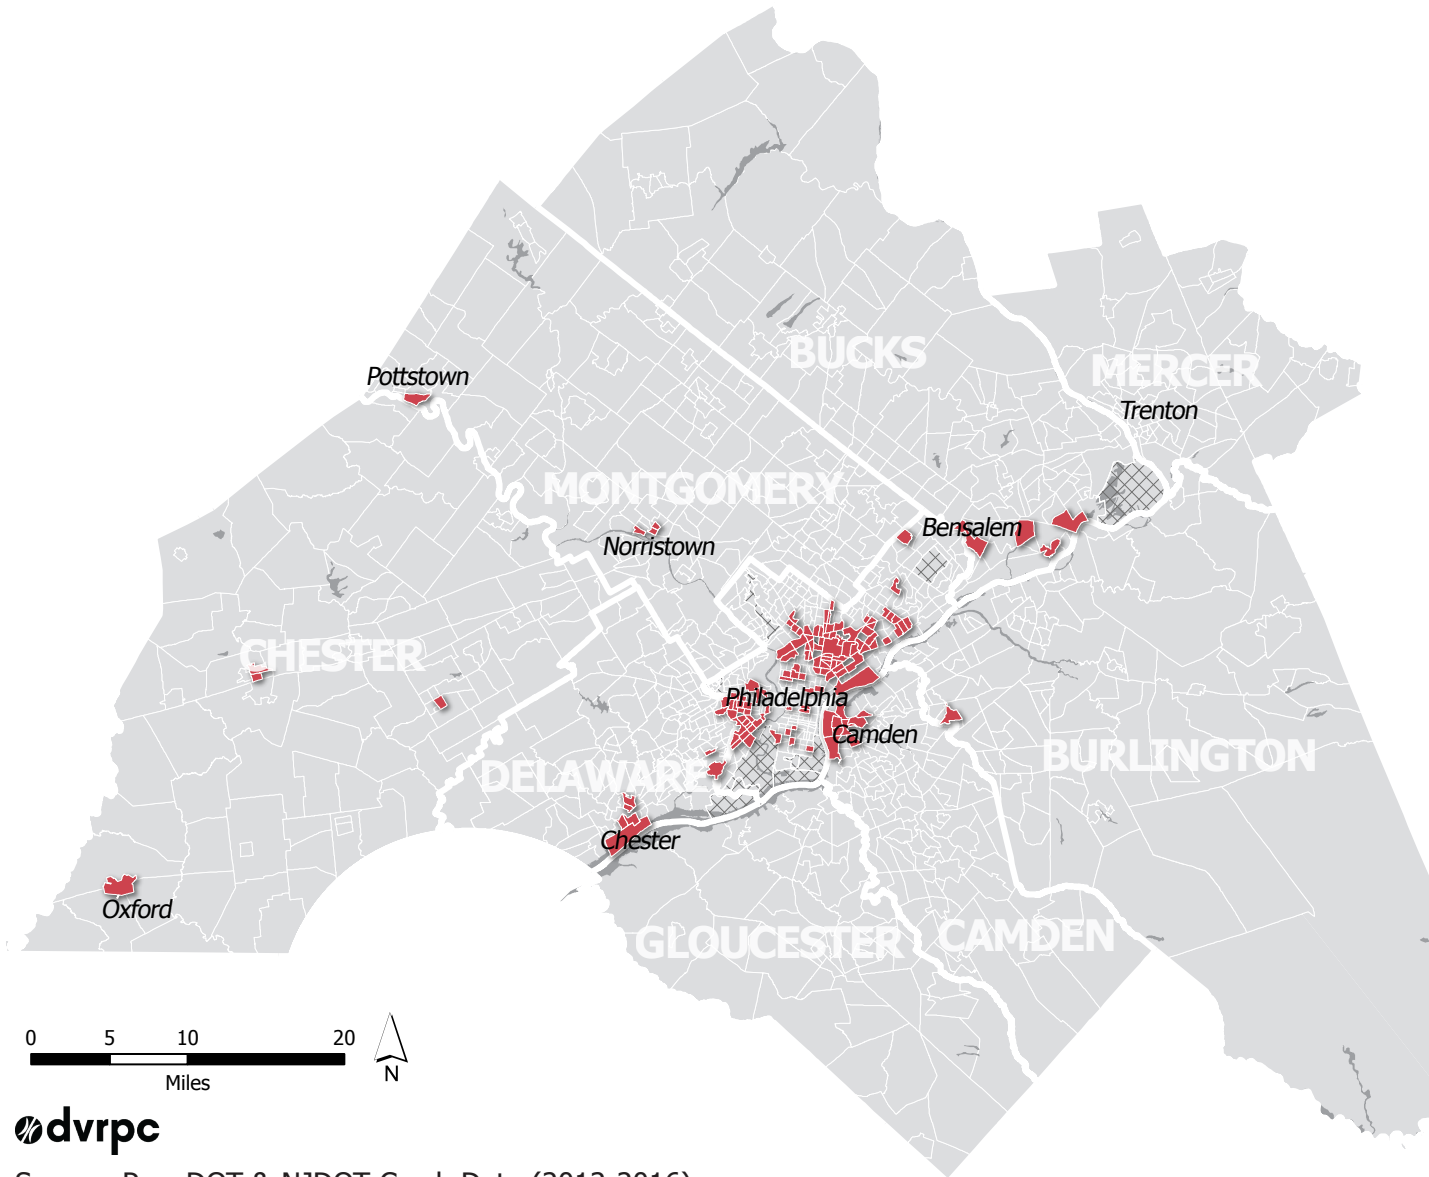 BUCKS
MERCER
Trenton
Pottstown
MONTGOMERY
Bensalem
Norristown
CHESTER
Philadelphia
Camden
BURLINGTON
DELAWARE
Chester
Oxford
GLOUCESTER
CAMDEN
0 5 10 20
Miles
N
dvrpc